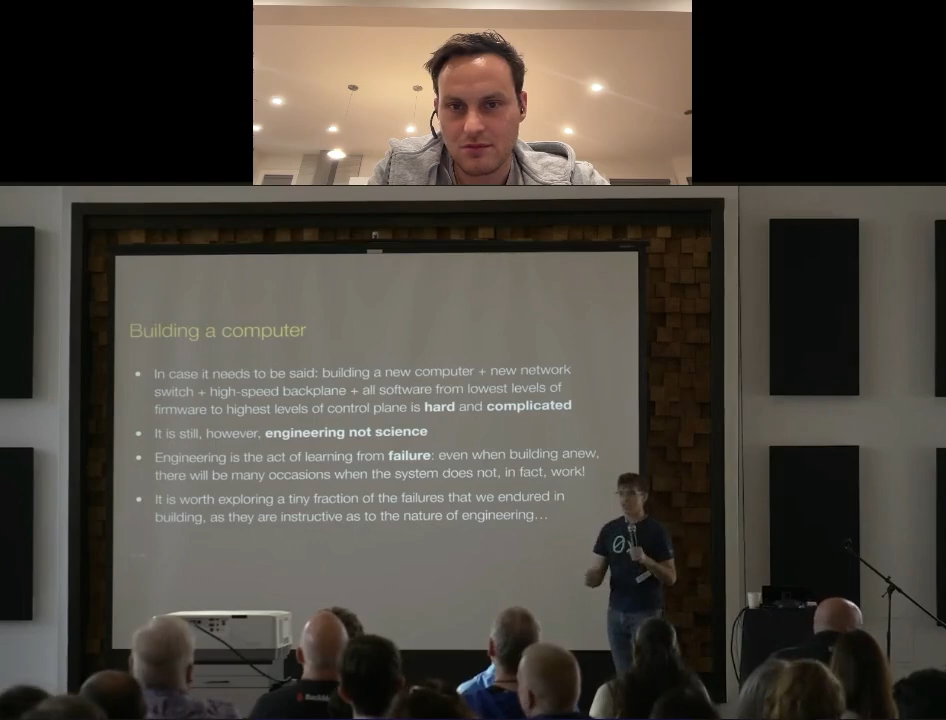 Building a computer
In case it needs to be said: building a new computer + new network
switch + high-speed backplane + all software from lowest levels of
firmware to highest levels of control plane is hard and complicated
It is still, however, engineering not science
Engineering is the act of learning from failure: even when building anew,
there will be many occasions when the system does not, in fact, work!
It is worth exploring a tiny fraction of the failures that we endured in
building, as they are instructive as to the nature of engineering…
0x